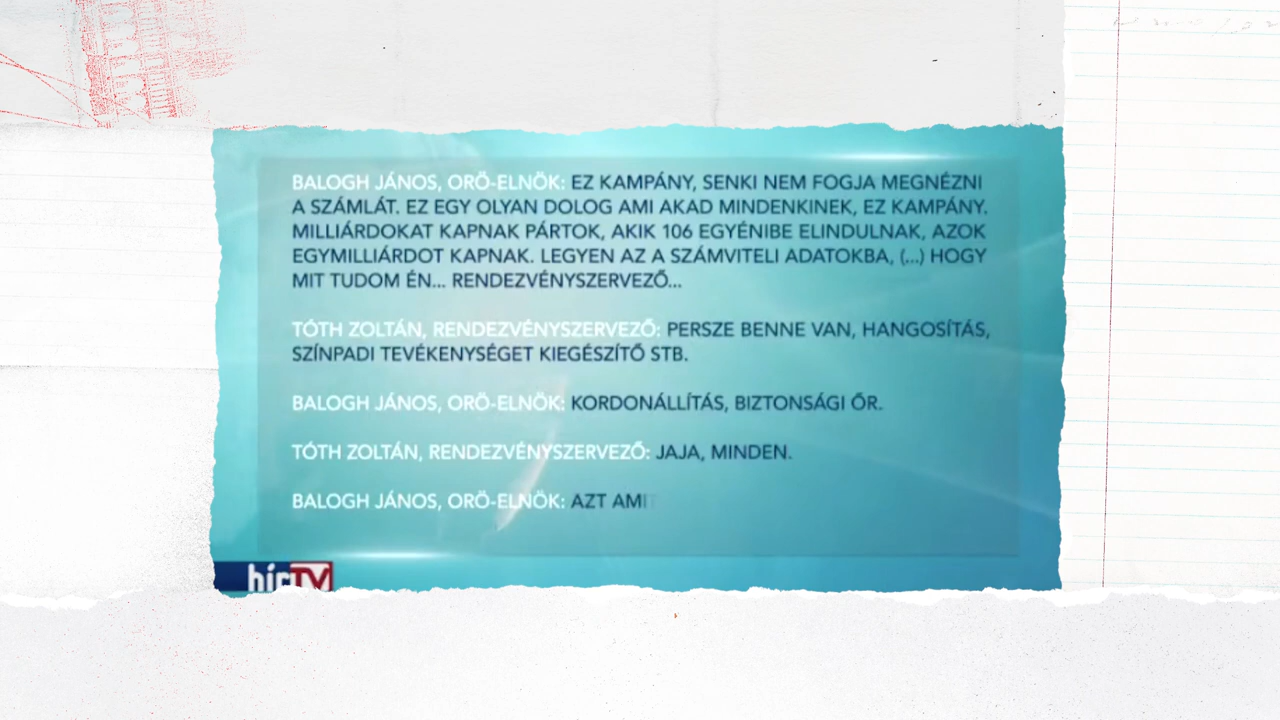 BALOGH JÁNOS, ORÖ-ELNÖK: EZ KAMPÁNY, SENKI NEM FOGJA MEGNÉZNI
A SZÁMLÁT. EZ EGY OLYAN DOLOG AMI AKAD MINDENKINEK, EZ KAMPÁNY.
MILLIÁRDOKAT KAPNAK PÁRTOK, AKIK 106 EGYÉNIBE ELINDULNAK, AZOK
EGYMILLIÁRDOT KAPNAK. LEGYEN AZ A SZÁMVITELI ADATOKBA, (...) HOGY
MIT TUDOM ÉN... RENDEZVÉNYSZERVEZŐ...
TÓTH ZOLTÁN, RENDEZVÉNYSZERVEZŐ: PERSZE BENNE VAN, HANGOSÍTÁS,
SZÍNPADI TEVÉKENYSÉGET KIEGÉSZÍTŐ STB.
BALOGH JÁNOS, ORÖ-ELNÖK: KORDONÁLLÍTÁS, BIZTONSÁGI ŐR.
TÓTH ZOLTÁN, RENDEZVÉNYSZERVEZŐ: JAJA, MINDEN.
BALOGH JÁNOS, ORÖ-ELNÖK: AZT AMI
hírTV